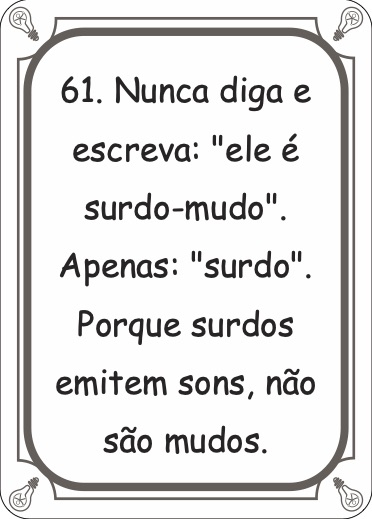 61. Nunca diga e
escreva: "ele é
surdo-mudo".
Apenas: "surdo".
Porque surdos
emitem sons, não
são mudos.